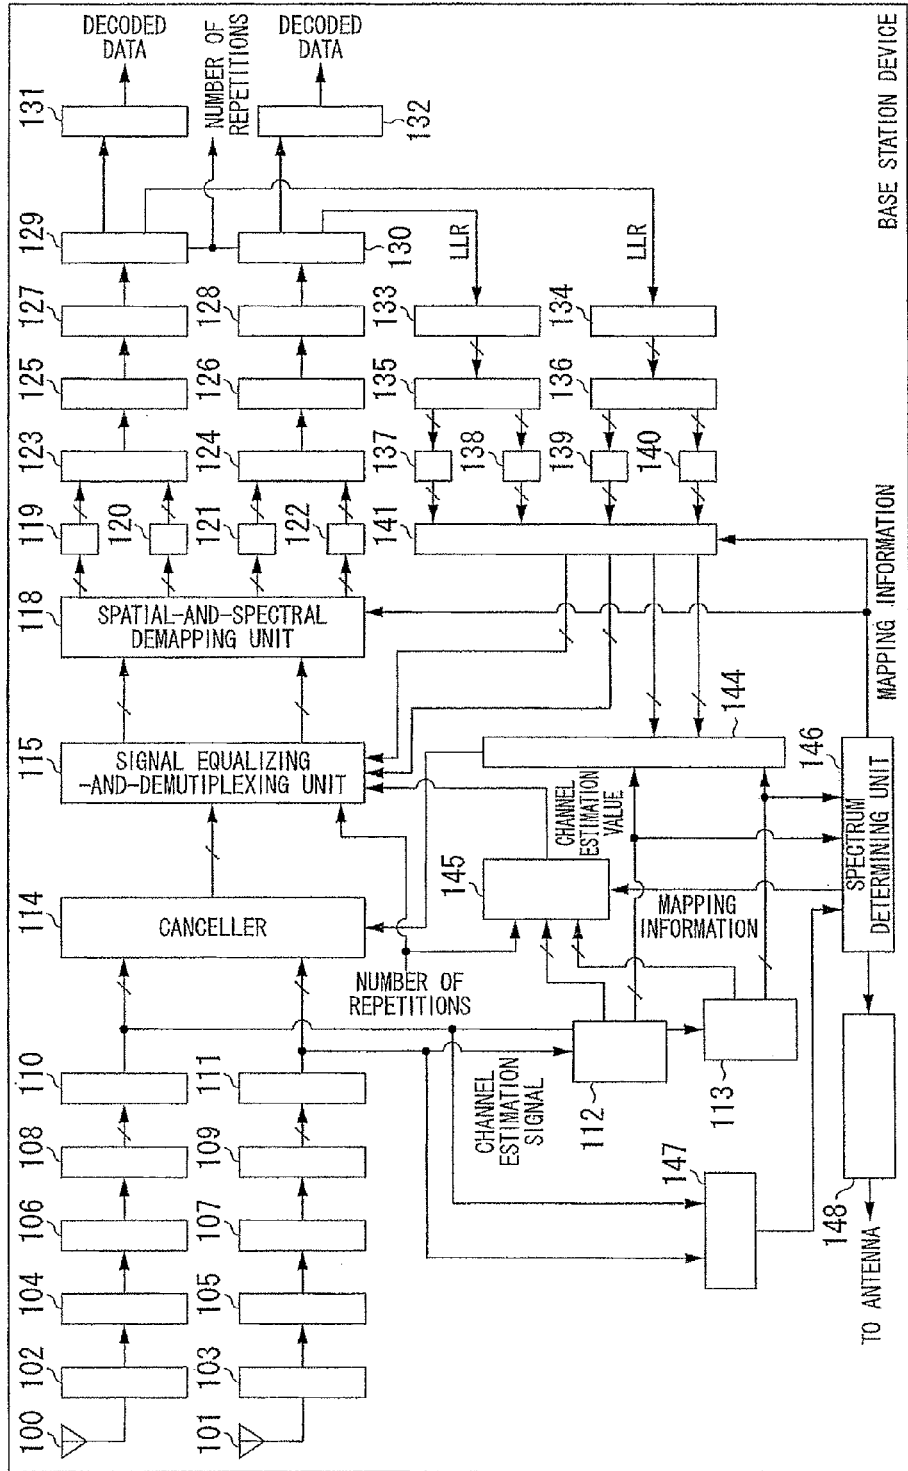 100
101
102
103
104
105
106
107
108
109
110
111
CHANNEL
ESTIMATION
SIGNAL
112
113
114
CANCELLER
NUMBER OF
REPETITIONS
115
SIGNAL EQUALIZING
-AND-DEMUTIPLEXING UNIT
118
SPATIAL-AND-SPECTRAL
DEMAPPING UNIT
119
120
121
122
123
124
125
126
127
128
129
130
131
132
DECODED
DATA
NUMBER OF
REPETITIONS
DECODED
DATA
LLR
LLR
133
134
135
136
137
138
139
140
141
144
CHANNEL
ESTIMATION
VALUE
145
MAPPING
INFORMATION
146
SPECTRUM
DETERMINING UNIT
MAPPING INFORMATION
147
148
TO ANTENNA
BASE STATION DEVICE